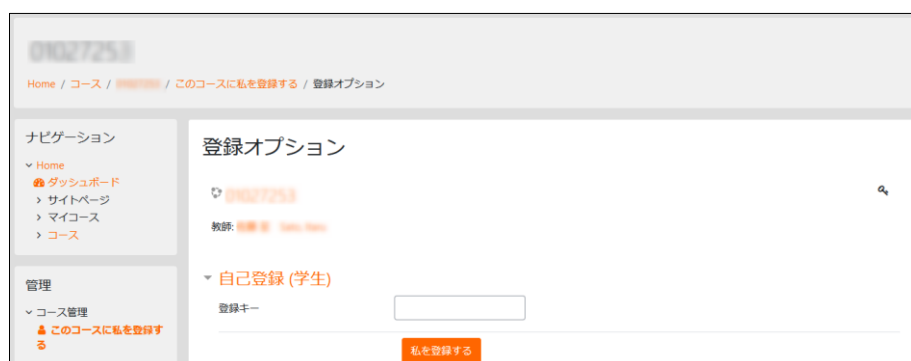 01027253
Home / コース / / このコースに私を登録する / 登録オプション
ナビゲーション
Home
ダッシュボード
サイトページ
マイコース
コース
管理
コース管理
このコースに私を登録す
る
登録オプション
01027253
教師:
自己登録 (学生)
登録キー
私を登録する